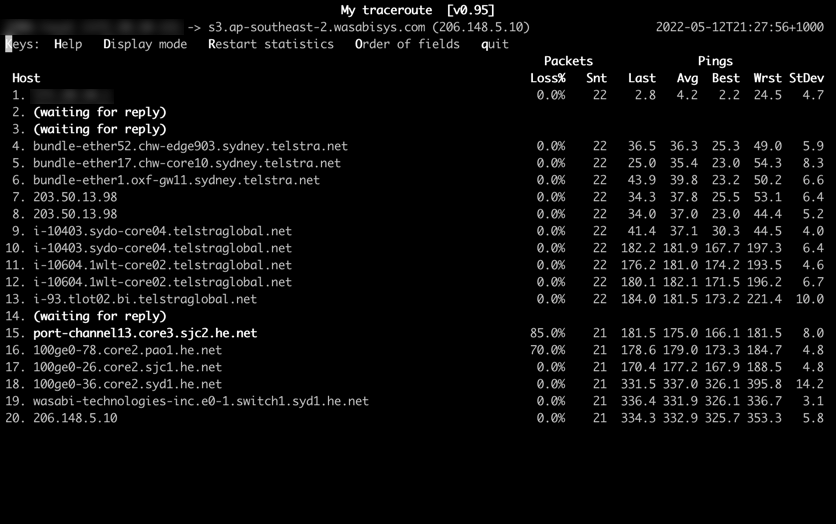 My traceroute [v0.95]
-> s3.ap-southeast-2.wasabisys.com (206.148.5.10) 2022-05-12T21:27:56+1000
Keys: Help Display mode Restart statistics Order of fields quit
Packets Pings
Host Loss% Snt Last Avg Best Wrst StDev
1. 0.0% 22 2.8 4.2 2.2 24.5 4.7
2. (waiting for reply)
3. (waiting for reply)
4. bundle-ether52.chw-edge903.sydney.telstra.net 0.0% 22 36.5 36.3 25.3 49.0 5.9
5. bundle-ether17.chw-core10.sydney.telstra.net 0.0% 22 25.0 35.4 23.0 54.3 8.3
6. bundle-ether1.oxf-gw11.sydney.telstra.net 0.0% 22 43.9 39.8 23.2 50.2 6.6
7. 203.50.13.98 0.0% 22 34.3 37.8 25.5 53.1 6.4
8. 203.50.13.98 0.0% 22 34.0 37.0 23.0 44.4 5.2
9. i-10403.sydo-core04.telstraglobal.net 0.0% 22 41.4 37.1 30.3 44.5 4.0
10. i-10403.sydo-core04.telstraglobal.net 0.0% 22 182.2 181.9 167.7 197.3 6.4
11. i-10604.1wlt-core02.telstraglobal.net 0.0% 22 176.2 181.0 174.2 193.5 4.6
12. i-10604.1wlt-core02.telstraglobal.net 0.0% 22 180.1 182.1 171.5 196.2 6.7
13. i-93.tlot02.bi.telstraglobal.net 0.0% 22 184.0 181.5 173.2 221.4 10.0
14. (waiting for reply)
15. port-channel13.core3.sjc2.he.net 85.0% 21 181.5 175.0 166.1 181.5 8.0
16. 100ge0-78.core2.pao1.he.net 70.0% 21 178.6 179.0 173.3 184.7 4.8
17. 100ge0-26.core2.sjc1.he.net 0.0% 21 170.4 177.2 167.9 188.5 4.8
18. 100ge0-36.core2.syd1.he.net 0.0% 21 331.5 337.0 326.1 395.8 14.2
19. wasabi-technologies-inc.e0-1.switch1.syd1.he.net 0.0% 21 336.4 331.9 326.1 336.7 3.1
20. 206.148.5.10 0.0% 21 334.3 332.9 325.7 353.3 5.8